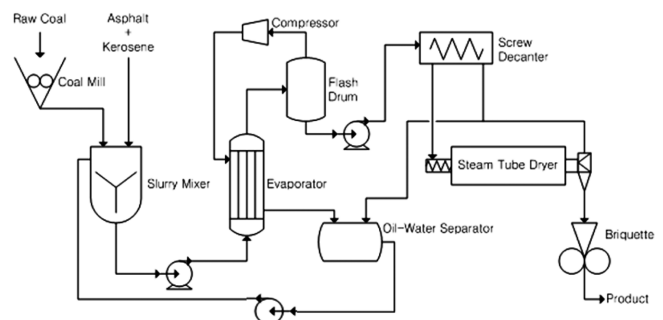 Raw Coal
Asphalt
+
Kerosene
Compressor
Coal Mill
Flash
Drum
Screw
Decanter
Slurry Mixer
Evaporator
Steam Tube Dryer
Oil-Water Separator
Briquette
Product